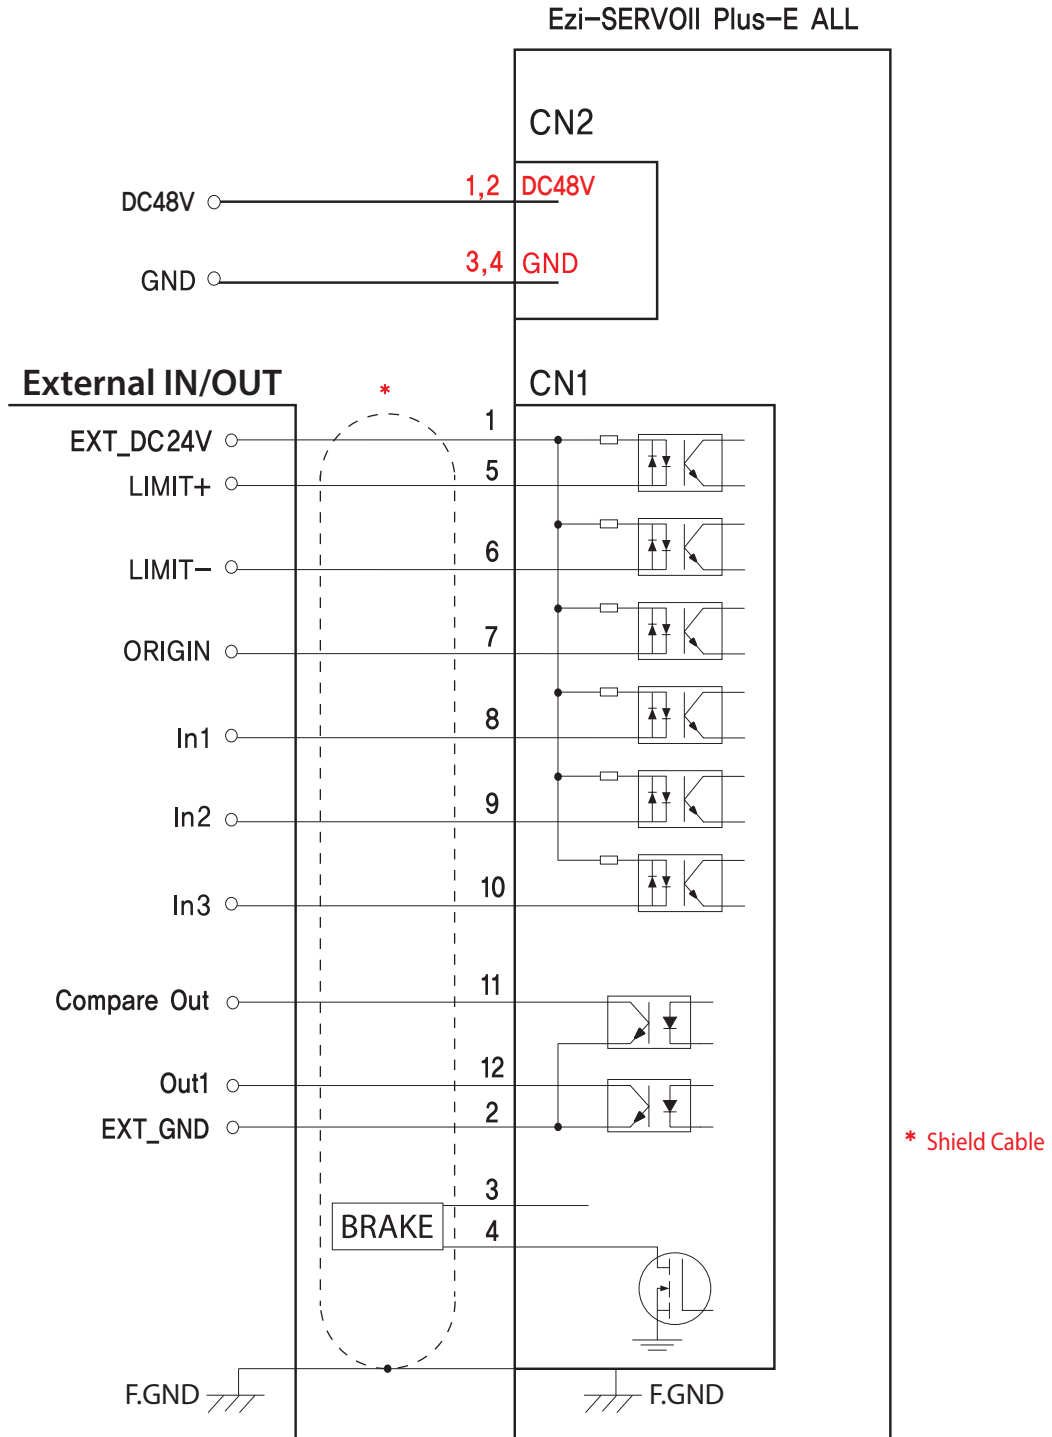 Ezi-SERVOII Plus-E ALL
CN2
DC48V 1,2 DC48V
GND 3,4 GND
External IN/OUT * CN1
EXT_DC24V 1
LIMIT+ 5
LIMIT- 6
ORIGIN 7
In1 8
In2 9
In3 10
Compare Out 11
Out1 12
EXT_GND 2
* Shield Cable
3
BRAKE 4
F.GND F.GND